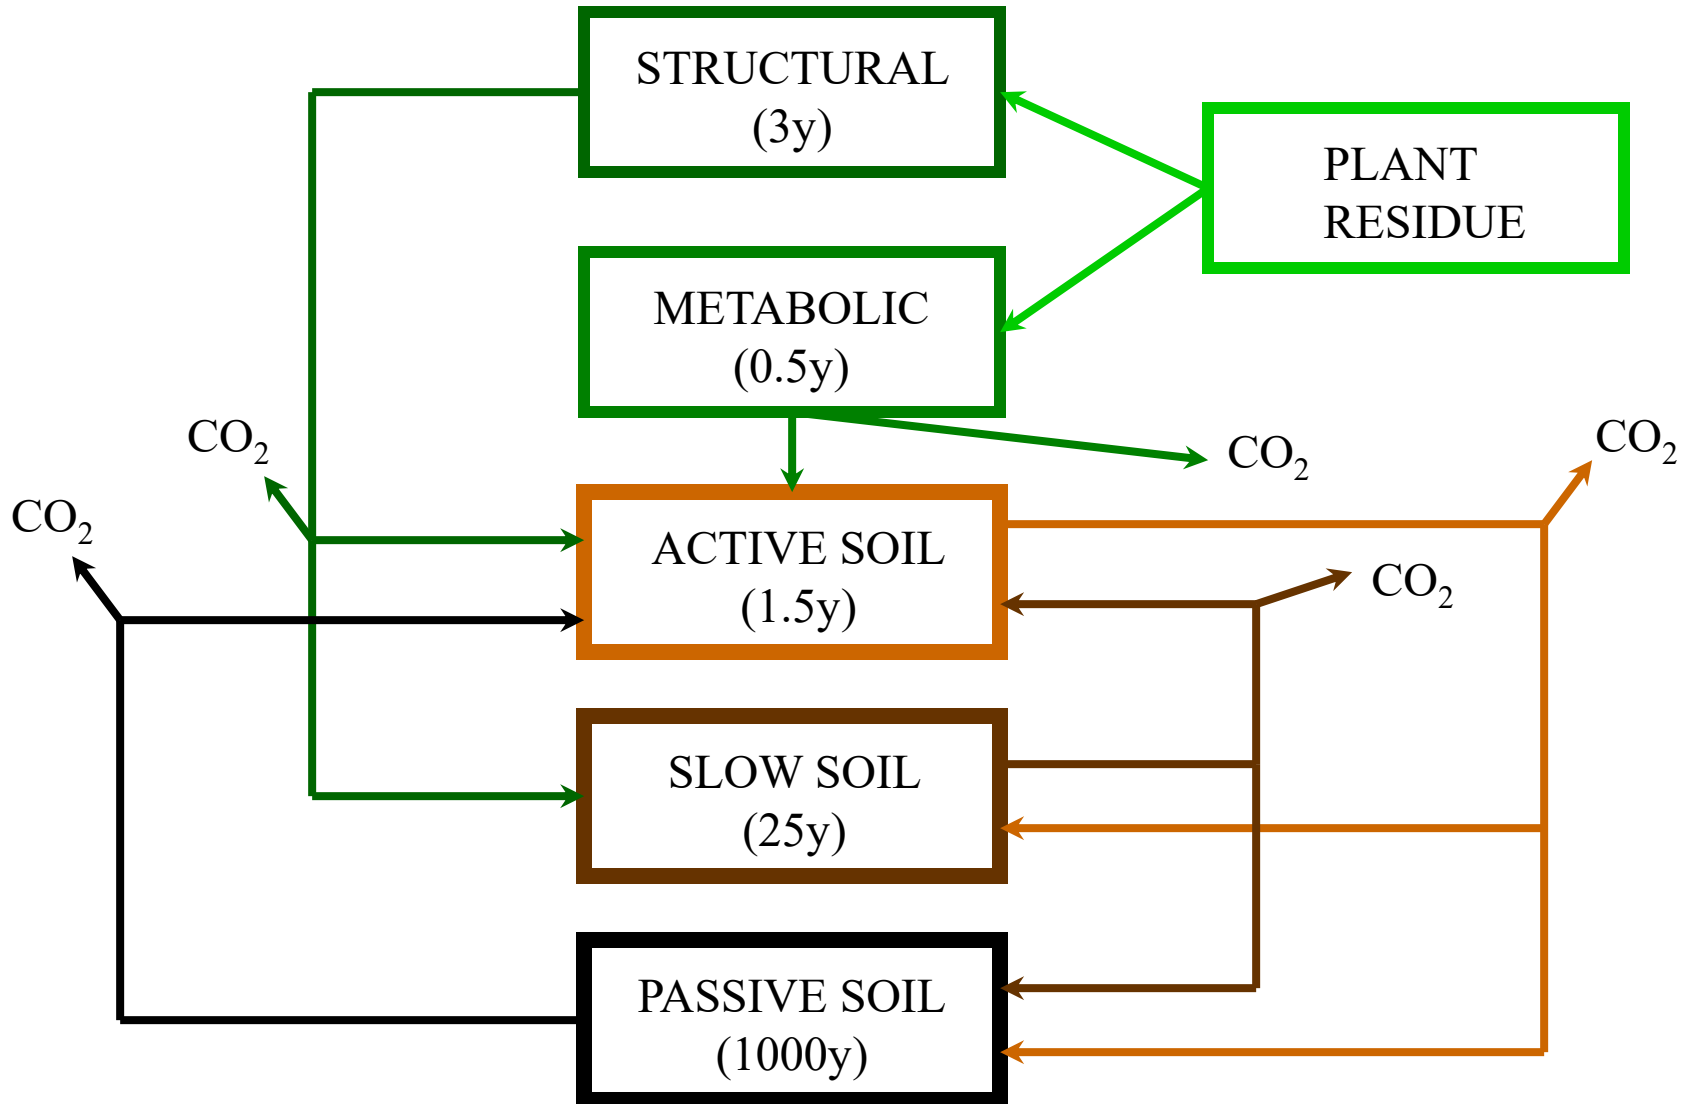 STRUCTURAL
(3y)
PLANT
RESIDUE
METABOLIC
(0.5y)
CO₂
CO₂
CO₂
CO₂
ACTIVE SOIL
(1.5y)
CO₂
SLOW SOIL
(25y)
PASSIVE SOIL
(1000y)